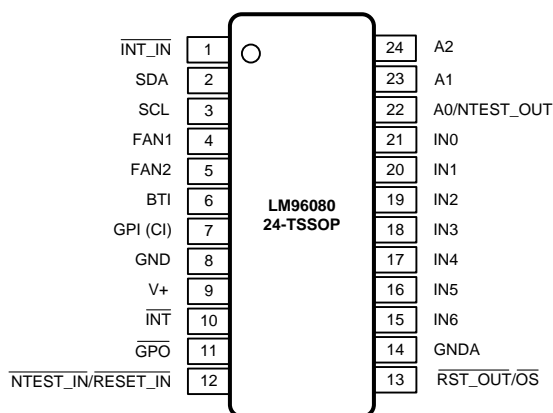 INT_IN 1 24 A2
SDA 2 23 A1
SCL 3 22 A0/NTEST_OUT
FAN1 4 21 IN0
FAN2 5 20 IN1
BTI 6 19 IN2
LM96080
24-TSSOP
GPI (CI) 7 18 IN3
GND 8 17 IN4
V+ 9 16 IN5
INT 10 15 IN6
GPO 11 14 GNDA
NTEST_IN/RESET_IN 12 13 RST_OUT/OS